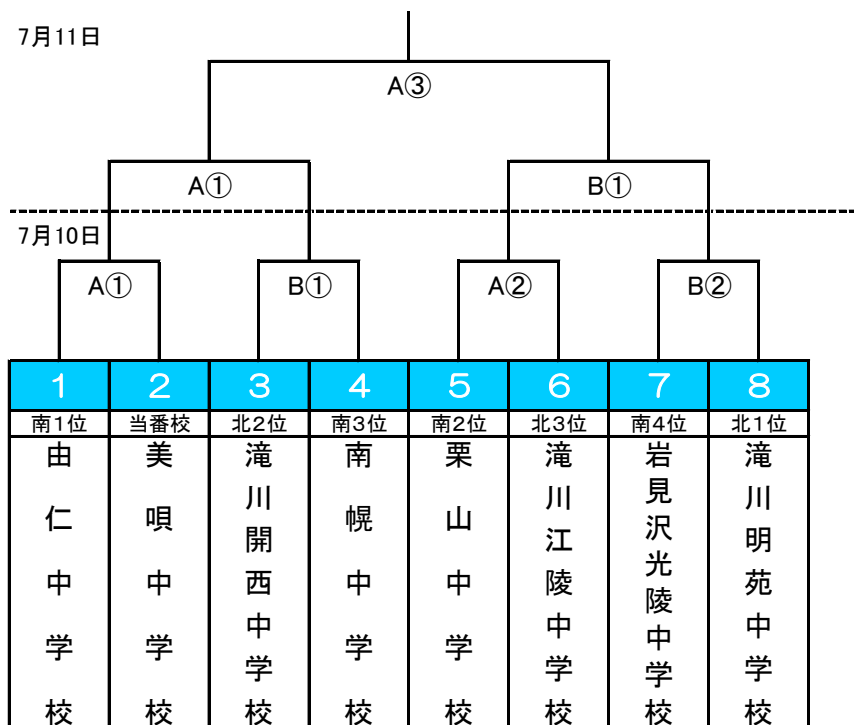 7月11日
A③
A①
B①
7月10日
A①
B①
A②
B②
1
2
3
4
5
6
7
8
南1位
当番校
北2位
南3位
南2位
北3位
南4位
北1位
由仁中学校
美唄中学校
滝川開西中学校
南幌中学校
栗山中学校
滝川江陵中学校
岩見沢光陵中学校
滝川明苑中学校